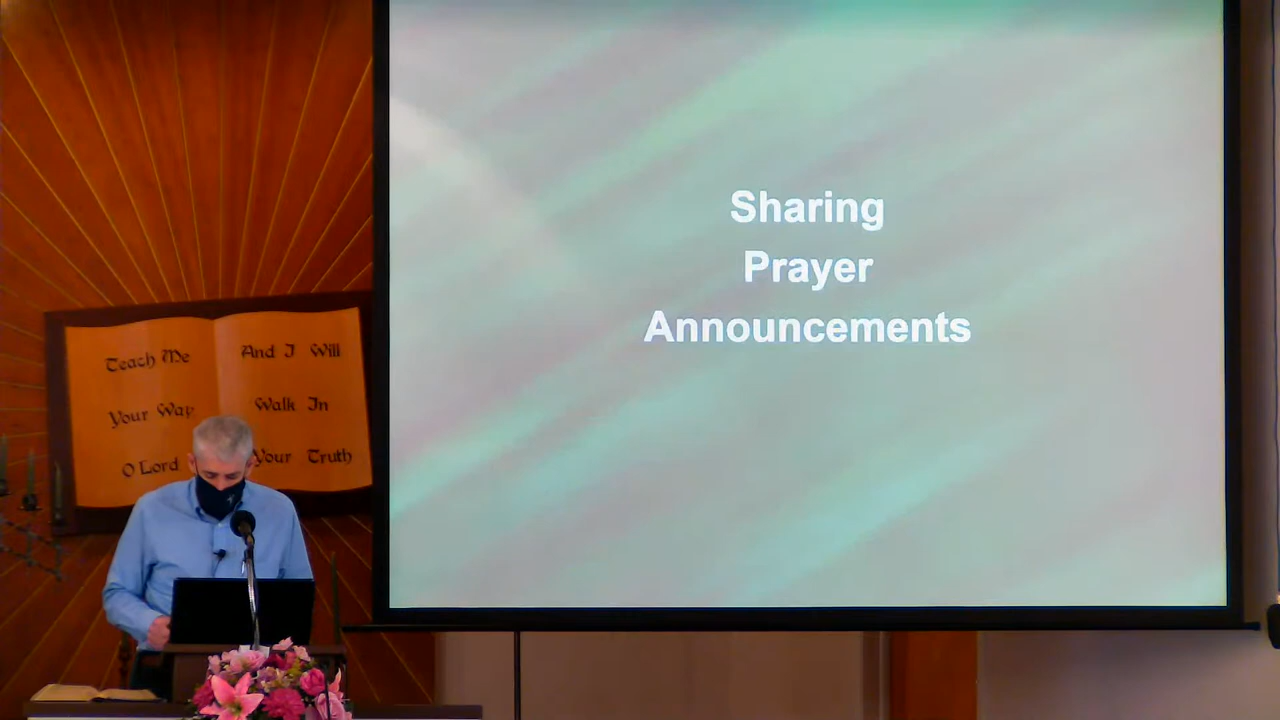 Teach Me
Your Way
O Lord
And I Will
Walk In
Your Truth
Sharing
Prayer
Announcements